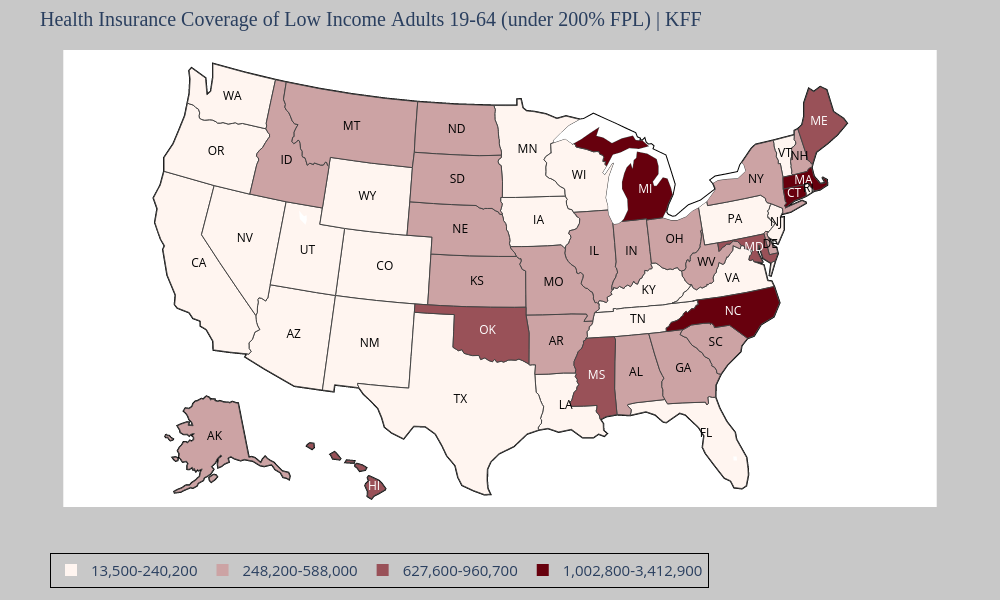 Health Insurance Coverage of Low Income Adults 19-64 (under 200% FPL) | KFF
WA
ME
MT
ND
MN
OR
VT
NH
ID
WI
MI
NY
MA
SD
CT
WY
PA
IA
NJ
NE
NV
OH
MD
DE
UT
IL
IN
CA
CO
WV
VA
KS
MO
KY
NC
TN
AZ
OK
NM
AR
SC
GA
MS
AL
TX
LA
AK
FL
HI
13,500-240,200
248,200-588,000
627,600-960,700
1,002,800-3,412,900